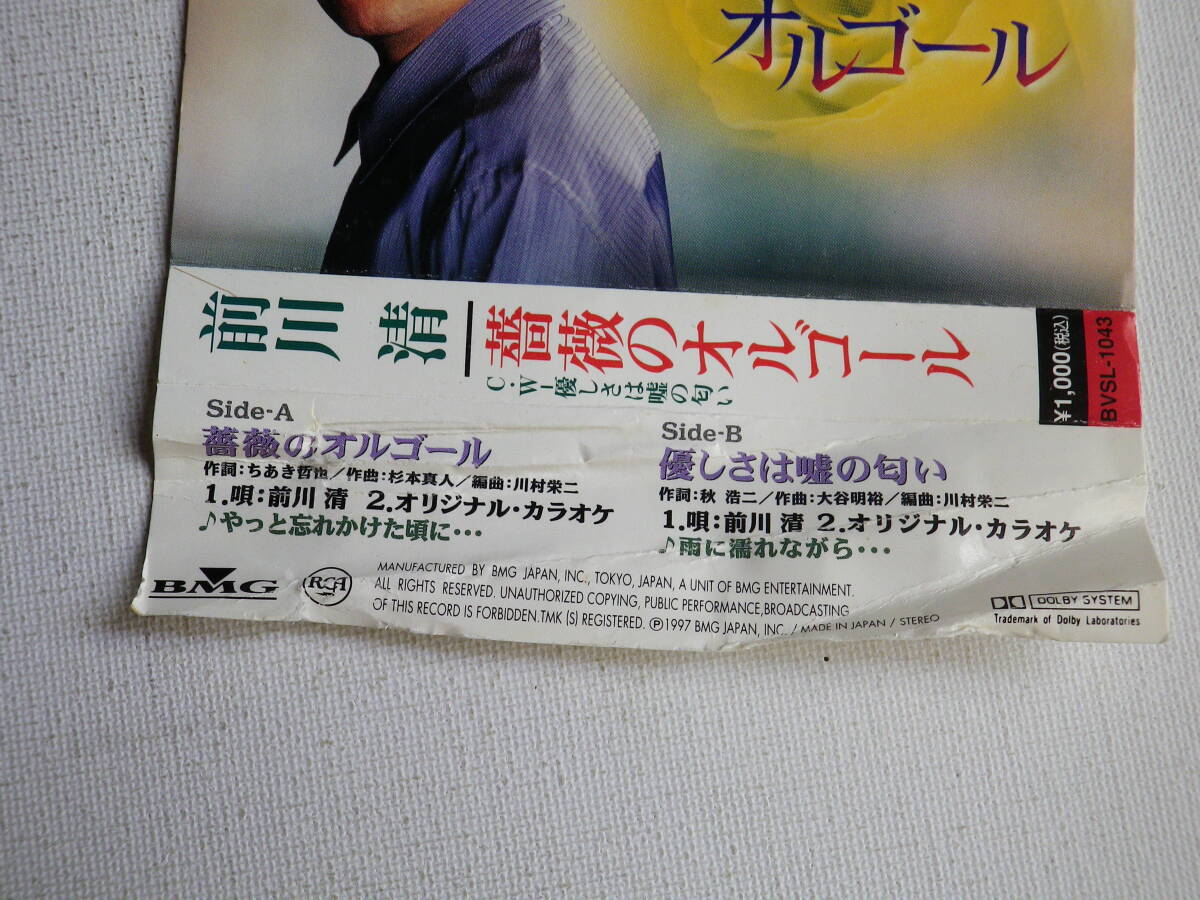 オルゴール
前川 清
薔薇のオルゴール
C・W-優しさは嘘の匂い
¥1,000(税込)
BVSL-1043
Side-A
薔薇のオルゴール
作詞：ちあき哲也／作曲：杉本真人／編曲：川村栄二
1.唄：前川 清 2.オリジナル・カラオケ
♪やっと忘れかけた頃に・・・
Side-B
優しさは嘘の匂い
作詞：秋 浩二／作曲：大谷明裕／編曲：川村栄二
1.唄：前川 清 2.オリジナル・カラオケ
♪雨に濡れながら・・・
BMG
RCA
MANUFACTURED BY BMG JAPAN, INC., TOKYO, JAPAN, A UNIT OF BMG ENTERTAINMENT.
ALL RIGHTS RESERVED. UNAUTHORIZED COPYING, PUBLIC PERFORMANCE,BROADCASTING
OF THIS RECORD IS FORBIDDEN.TMK (S) REGISTERED. Ⓟ1997 BMG JAPAN, INC. / MADE IN JAPAN / STEREO
DOLBY SYSTEM
Trademark of Dolby Laboratories